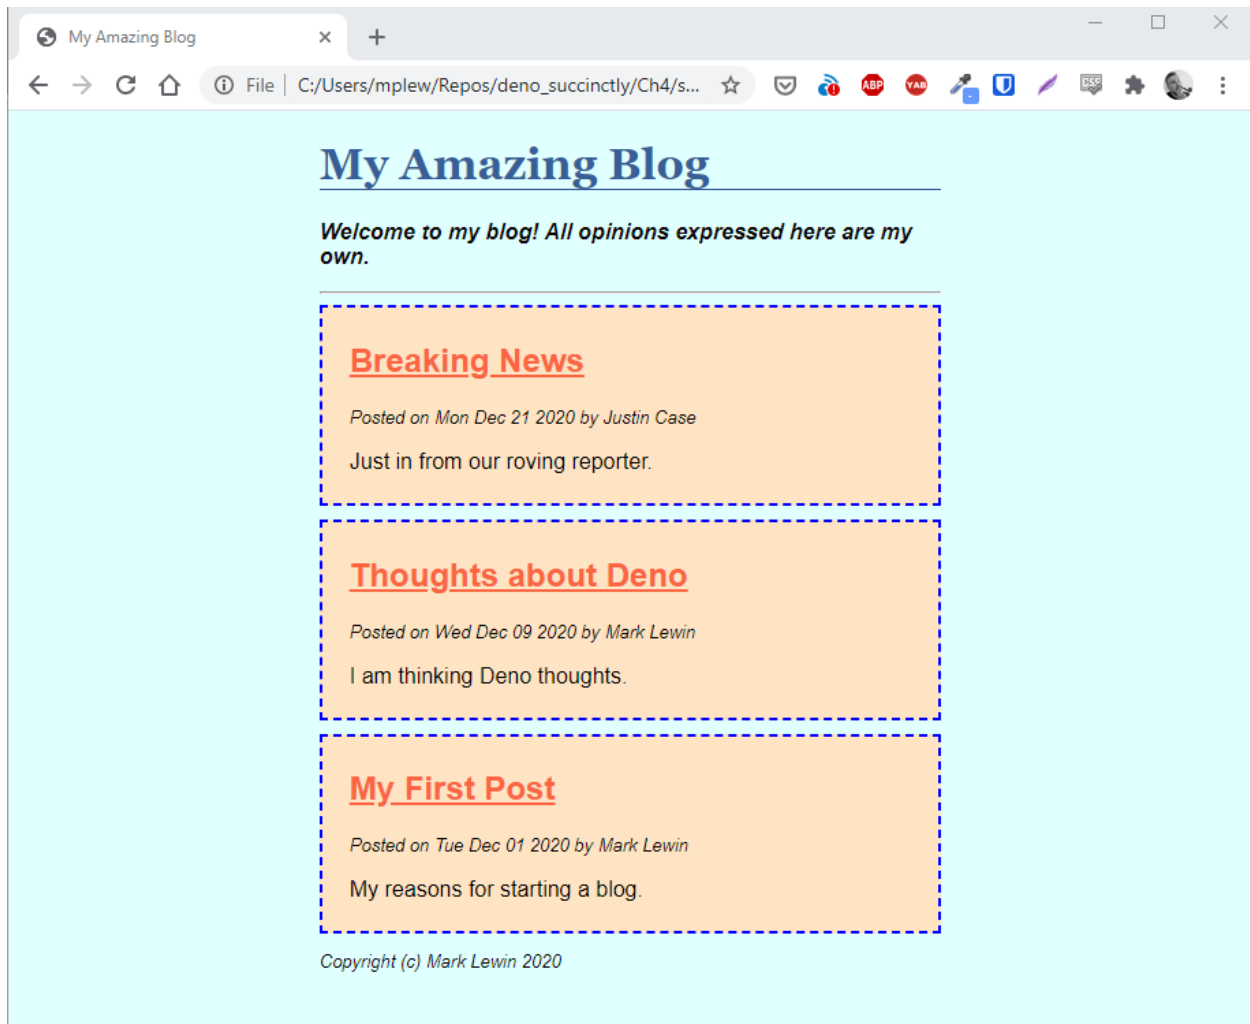 My Amazing Blog
File
C:/Users/mplew/Repos/deno_succinctly/Ch4/s...
ABP
YAB
CSS
My Amazing Blog
Welcome to my blog! All opinions expressed here are my
own.
Breaking News
Posted on Mon Dec 21 2020 by Justin Case
Just in from our roving reporter.
Thoughts about Deno
Posted on Wed Dec 09 2020 by Mark Lewin
I am thinking Deno thoughts.
My First Post
Posted on Tue Dec 01 2020 by Mark Lewin
My reasons for starting a blog.
Copyright (c) Mark Lewin 2020